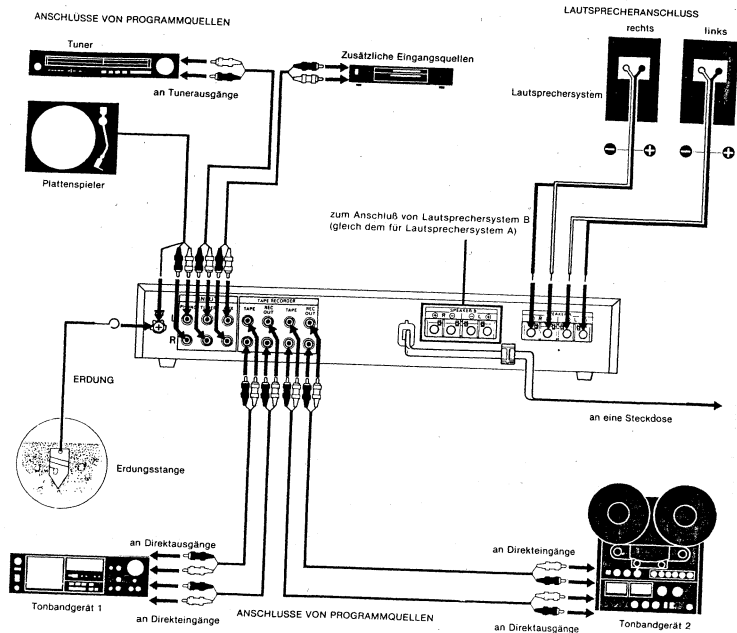 ANSCHLÜSSE VON PROGRAMMQUELLEN
LAUTSPRECHERANSCHLUSS
rechts
links
Tuner
an Tunerausgänge
Zusätzliche Eingangsquellen
Lautsprechersystem
Plattenspieler
zum Anschluß von Lautsprechersystem B
(gleich dem für Lautsprechersystem A)
TAPE RECORDER
TAPE
REC
OUT
TAPE
REC
OUT
L
R
SPEAKER B
R
L
ERDUNG
an eine Steckdose
Erdungsstange
an Direktausgänge
an Direkteingänge
Tonbandgerät 1
an Direkteingänge
ANSCHLUSSE VON PROGRAMMQUELLEN
an Direktausgänge
Tonbandgerät 2